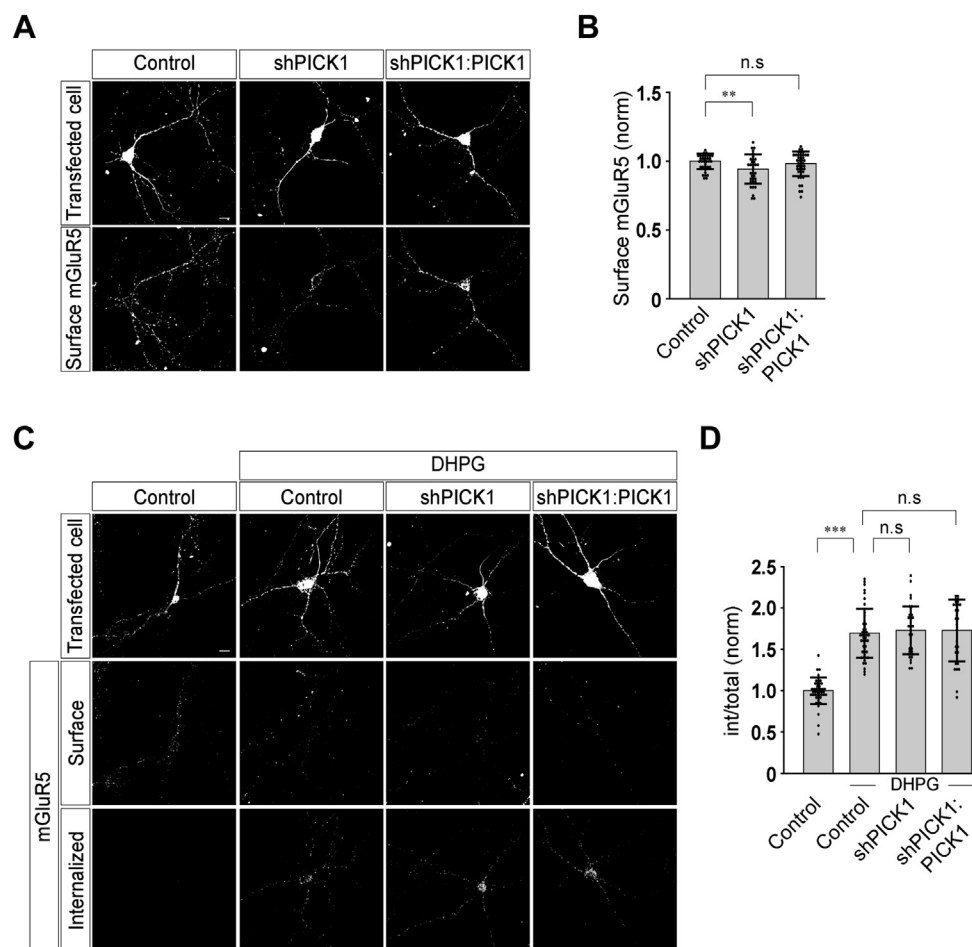 A
Control
shPICK1
shPICK1:PICK1
Transfected cell
Surface mGluR5
B
n.s
**
Surface mGluR5 (norm)
1.5
1.0
0.5
0
Control
shPICK1
shPICK1:
PICK1
C
DHPG
Control
Control
shPICK1
shPICK1:PICK1
Transfected cell
mGluR5
Surface
Internalized
D
n.s
*** n.s
int/total (norm)
2.5
2.0
1.5
1.0
0.5
0
DHPG
Control
Control
shPICK1
shPICK1:
PICK1